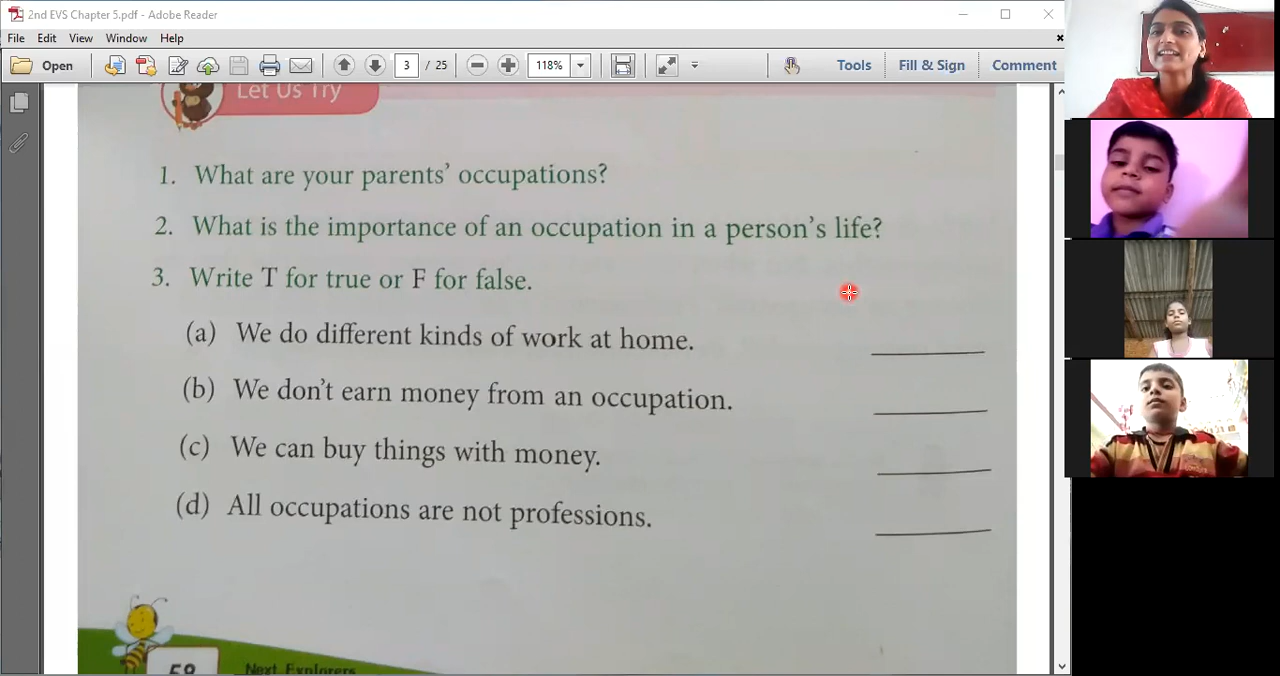 2nd EVS Chapter 5.pdf - Adobe Reader
File Edit View Window Help
Open 3 / 25 118% Tools Fill & Sign Comment
Let Us Try
1. What are your parents' occupations?
2. What is the importance of an occupation in a person's life?
3. Write T for true or F for false.
(a) We do different kinds of work at home.
(b) We don't earn money from an occupation.
(c) We can buy things with money.
(d) All occupations are not professions.
58 Next Explorers